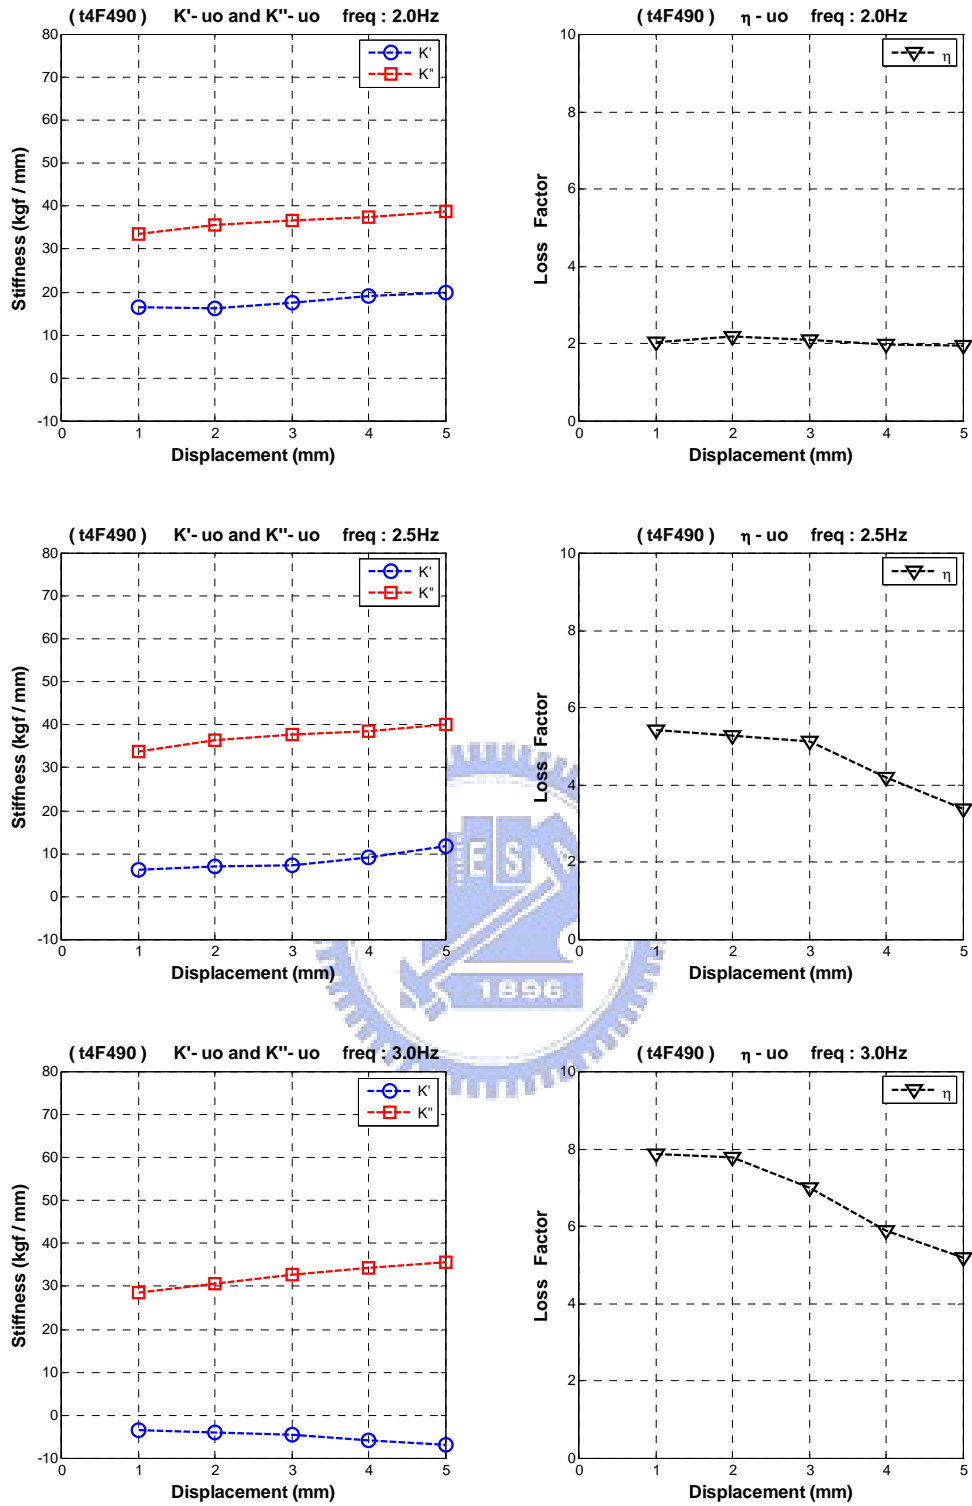 ( t4F490 ) K'- uo and K''- uo freq : 2.0Hz
80
70
60
50
40
30
20
10
0
-10
Stiffness (kgf / mm)
K'
K''
0 1 2 3 4 5
Displacement (mm)
( t4F490 ) η - uo freq : 2.0Hz
10
8
6
4
2
0
Loss Factor
η
0 1 2 3 4 5
Displacement (mm)
( t4F490 ) K'- uo and K''- uo freq : 2.5Hz
80
70
60
50
40
30
20
10
0
-10
Stiffness (kgf / mm)
K'
K''
0 1 2 3 4 5
Displacement (mm)
( t4F490 ) η - uo freq : 2.5Hz
10
8
6
4
2
0
Loss Factor
η
0 1 2 3 4 5
Displacement (mm)
ES
1896
( t4F490 ) K'- uo and K''- uo freq : 3.0Hz
80
70
60
50
40
30
20
10
0
-10
Stiffness (kgf / mm)
K'
K''
0 1 2 3 4 5
Displacement (mm)
( t4F490 ) η - uo freq : 3.0Hz
10
8
6
4
2
0
Loss Factor
η
0 1 2 3 4 5
Displacement (mm)